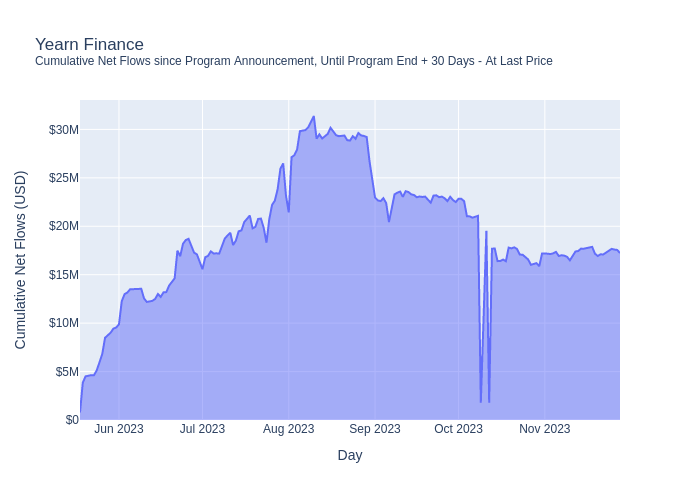 Yearn Finance
Cumulative Net Flows since Program Announcement, Until Program End + 30 Days - At Last Price
Cumulative Net Flows (USD)
$30M
$25M
$20M
$15M
$10M
$5M
$0
Jun 2023
Jul 2023
Aug 2023
Sep 2023
Oct 2023
Nov 2023
Day